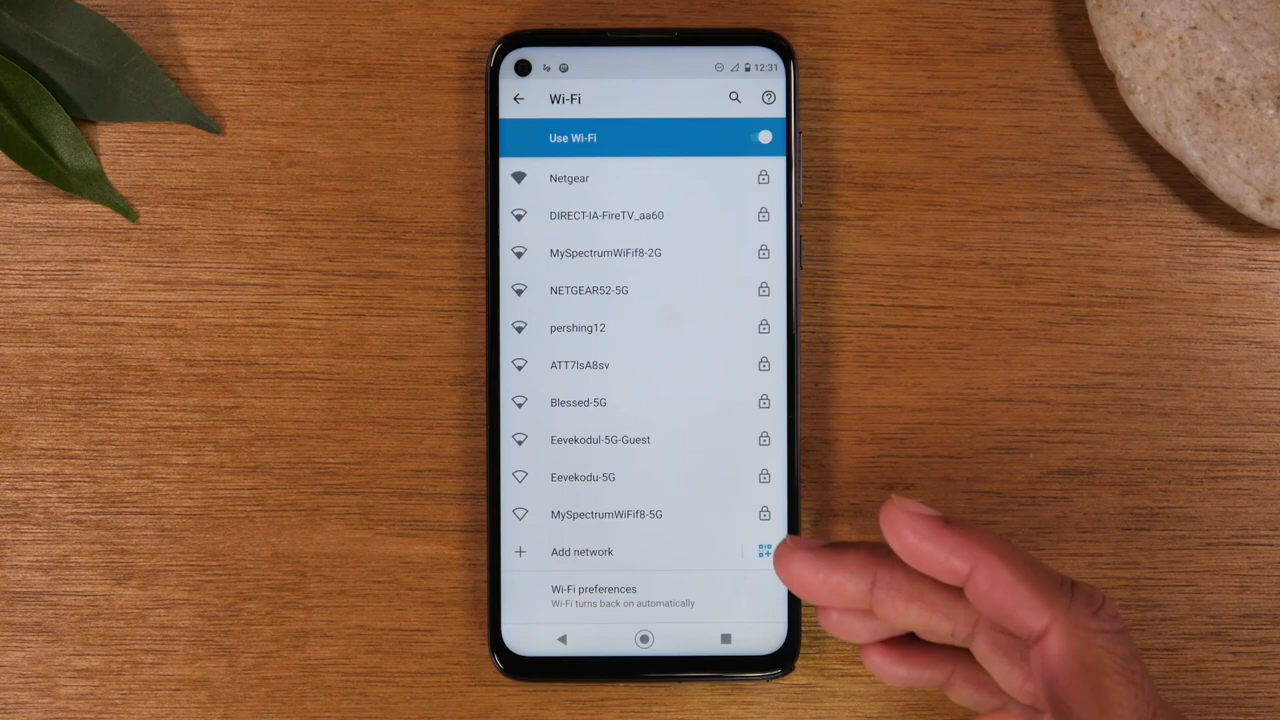 12:31
Wi-Fi
Use Wi-Fi
Netgear
DIRECT-IA-FireTV_aa60
MySpectrumWiFif8-2G
NETGEAR52-5G
pershing12
ATT7lsA8sv
Blessed-5G
Eevekodul-5G-Guest
Eevekodu-5G
MySpectrumWiFif8-5G
Add network
Wi-Fi preferences
Wi-Fi turns back on automatically